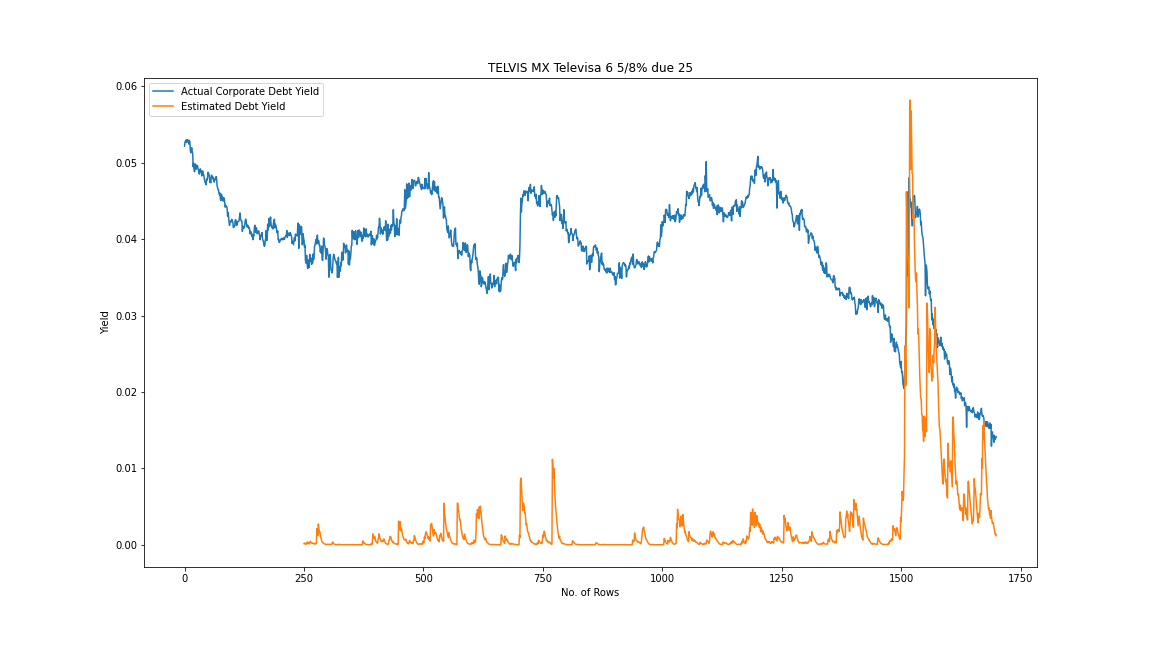 TELVIS MX Televisa 6 5/8% due 25
Actual Corporate Debt Yield
Estimated Debt Yield
0.06
0.05
0.04
0.03
0.02
0.01
0.00
Yield
0 250 500 750 1000 1250 1500 1750
No. of Rows